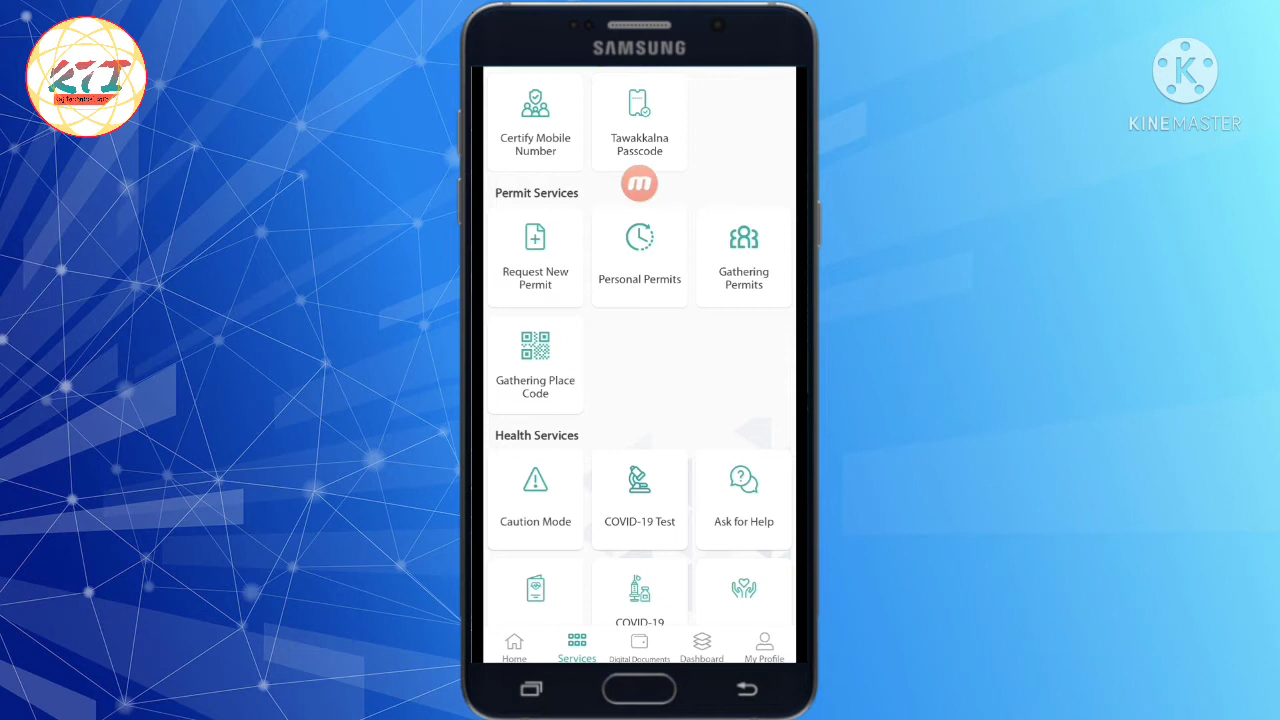 KTI
SAMSUNG
K
KINEMASTER
Certify Mobile
Number
Tawakkalna
Passcode
m
Permit Services
Request New
Permit
Personal Permits
Gathering
Permits
Gathering Place
Code
Health Services
Caution Mode
COVID-19 Test
Ask for Help
COVID-19
Home
Services
Digital Documents
Dashboard
My Profile